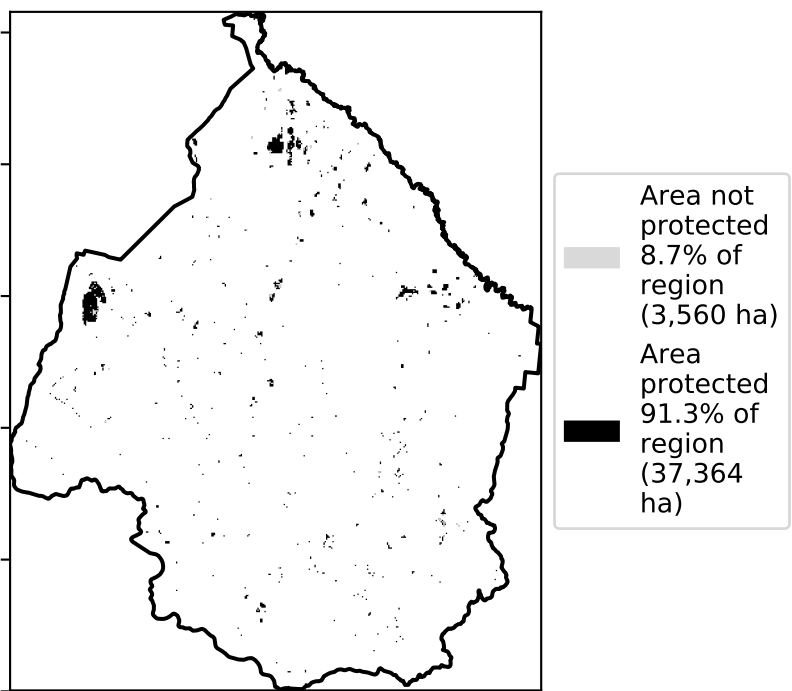 Area not
protected
8.7% of
region
(3,560 ha)
Area
protected
91.3% of
region
(37,364
ha)